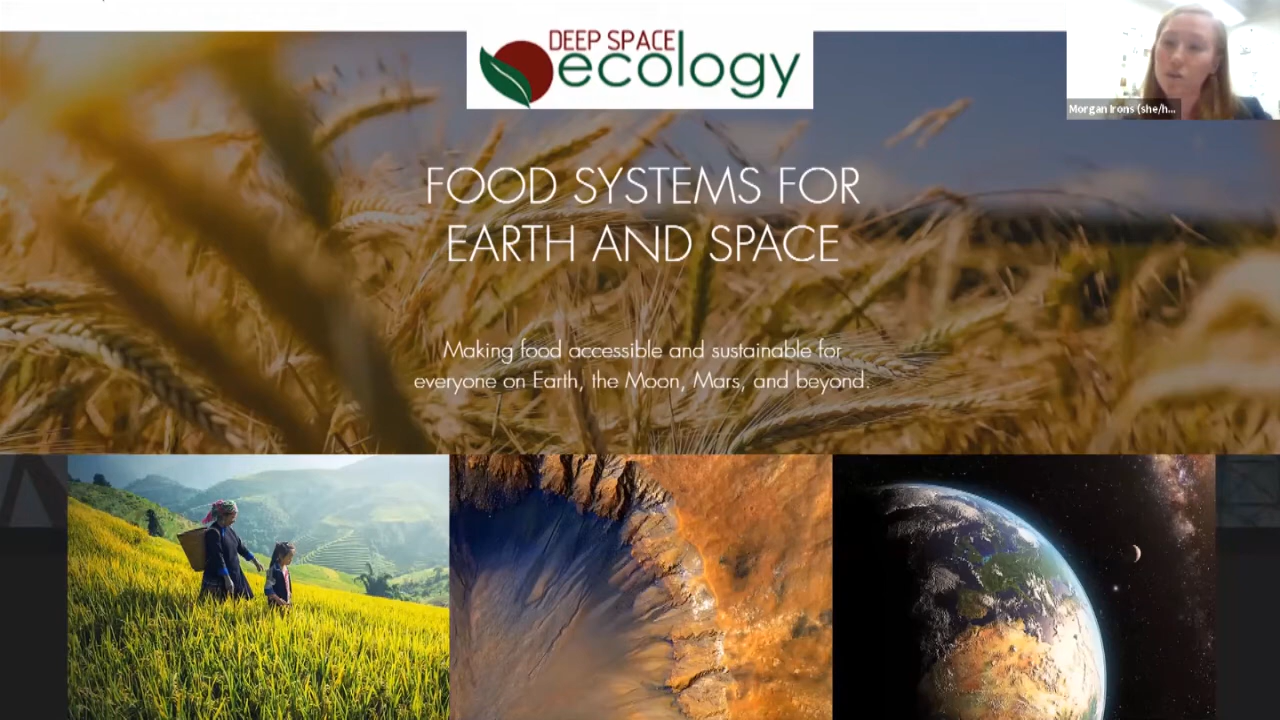 DEEP SPACE
ecology
Morgan Irons (she/h...
FOOD SYSTEMS FOR
EARTH AND SPACE
Making food accessible and sustainable for
everyone on Earth, the Moon, Mars, and beyond.